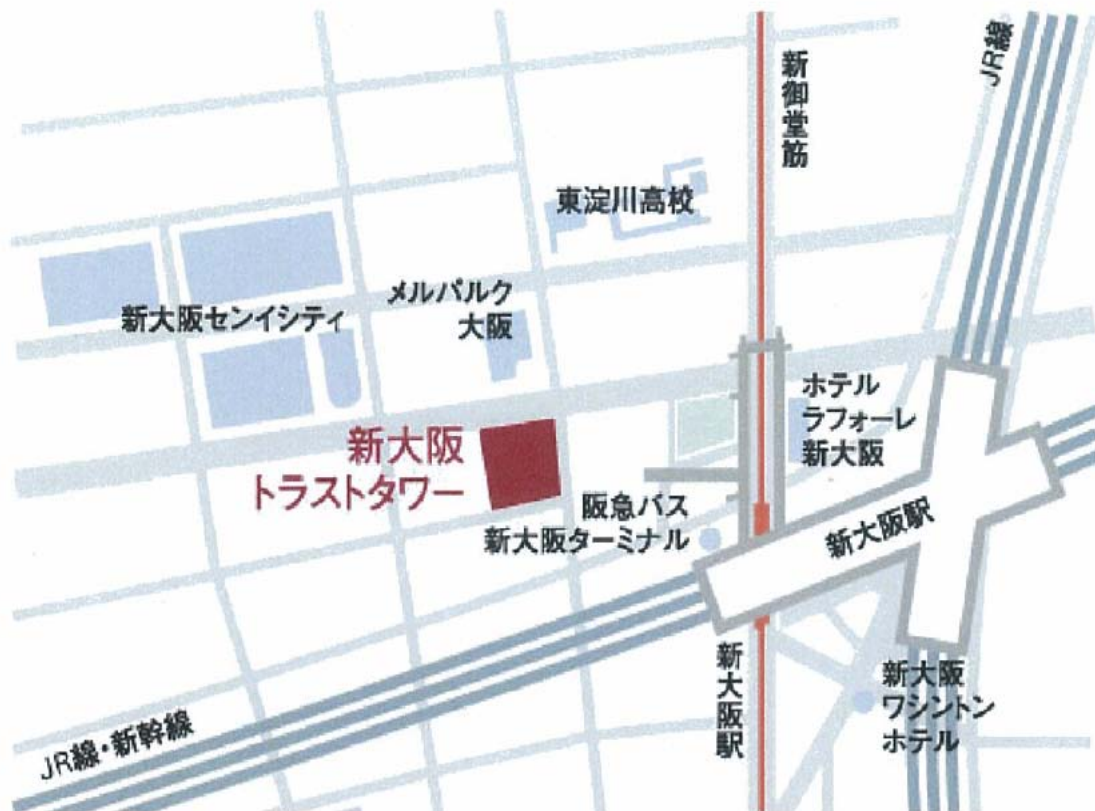 新御堂筋
JR線
東淀川高校
メルパルク
大阪
新大阪センイシティ
ホテル
ラフォーレ
新大阪
新大阪
トラストタワー
阪急バス
新大阪ターミナル
新大阪駅
新大阪駅
新大阪
ワシントン
ホテル
JR線・新幹線